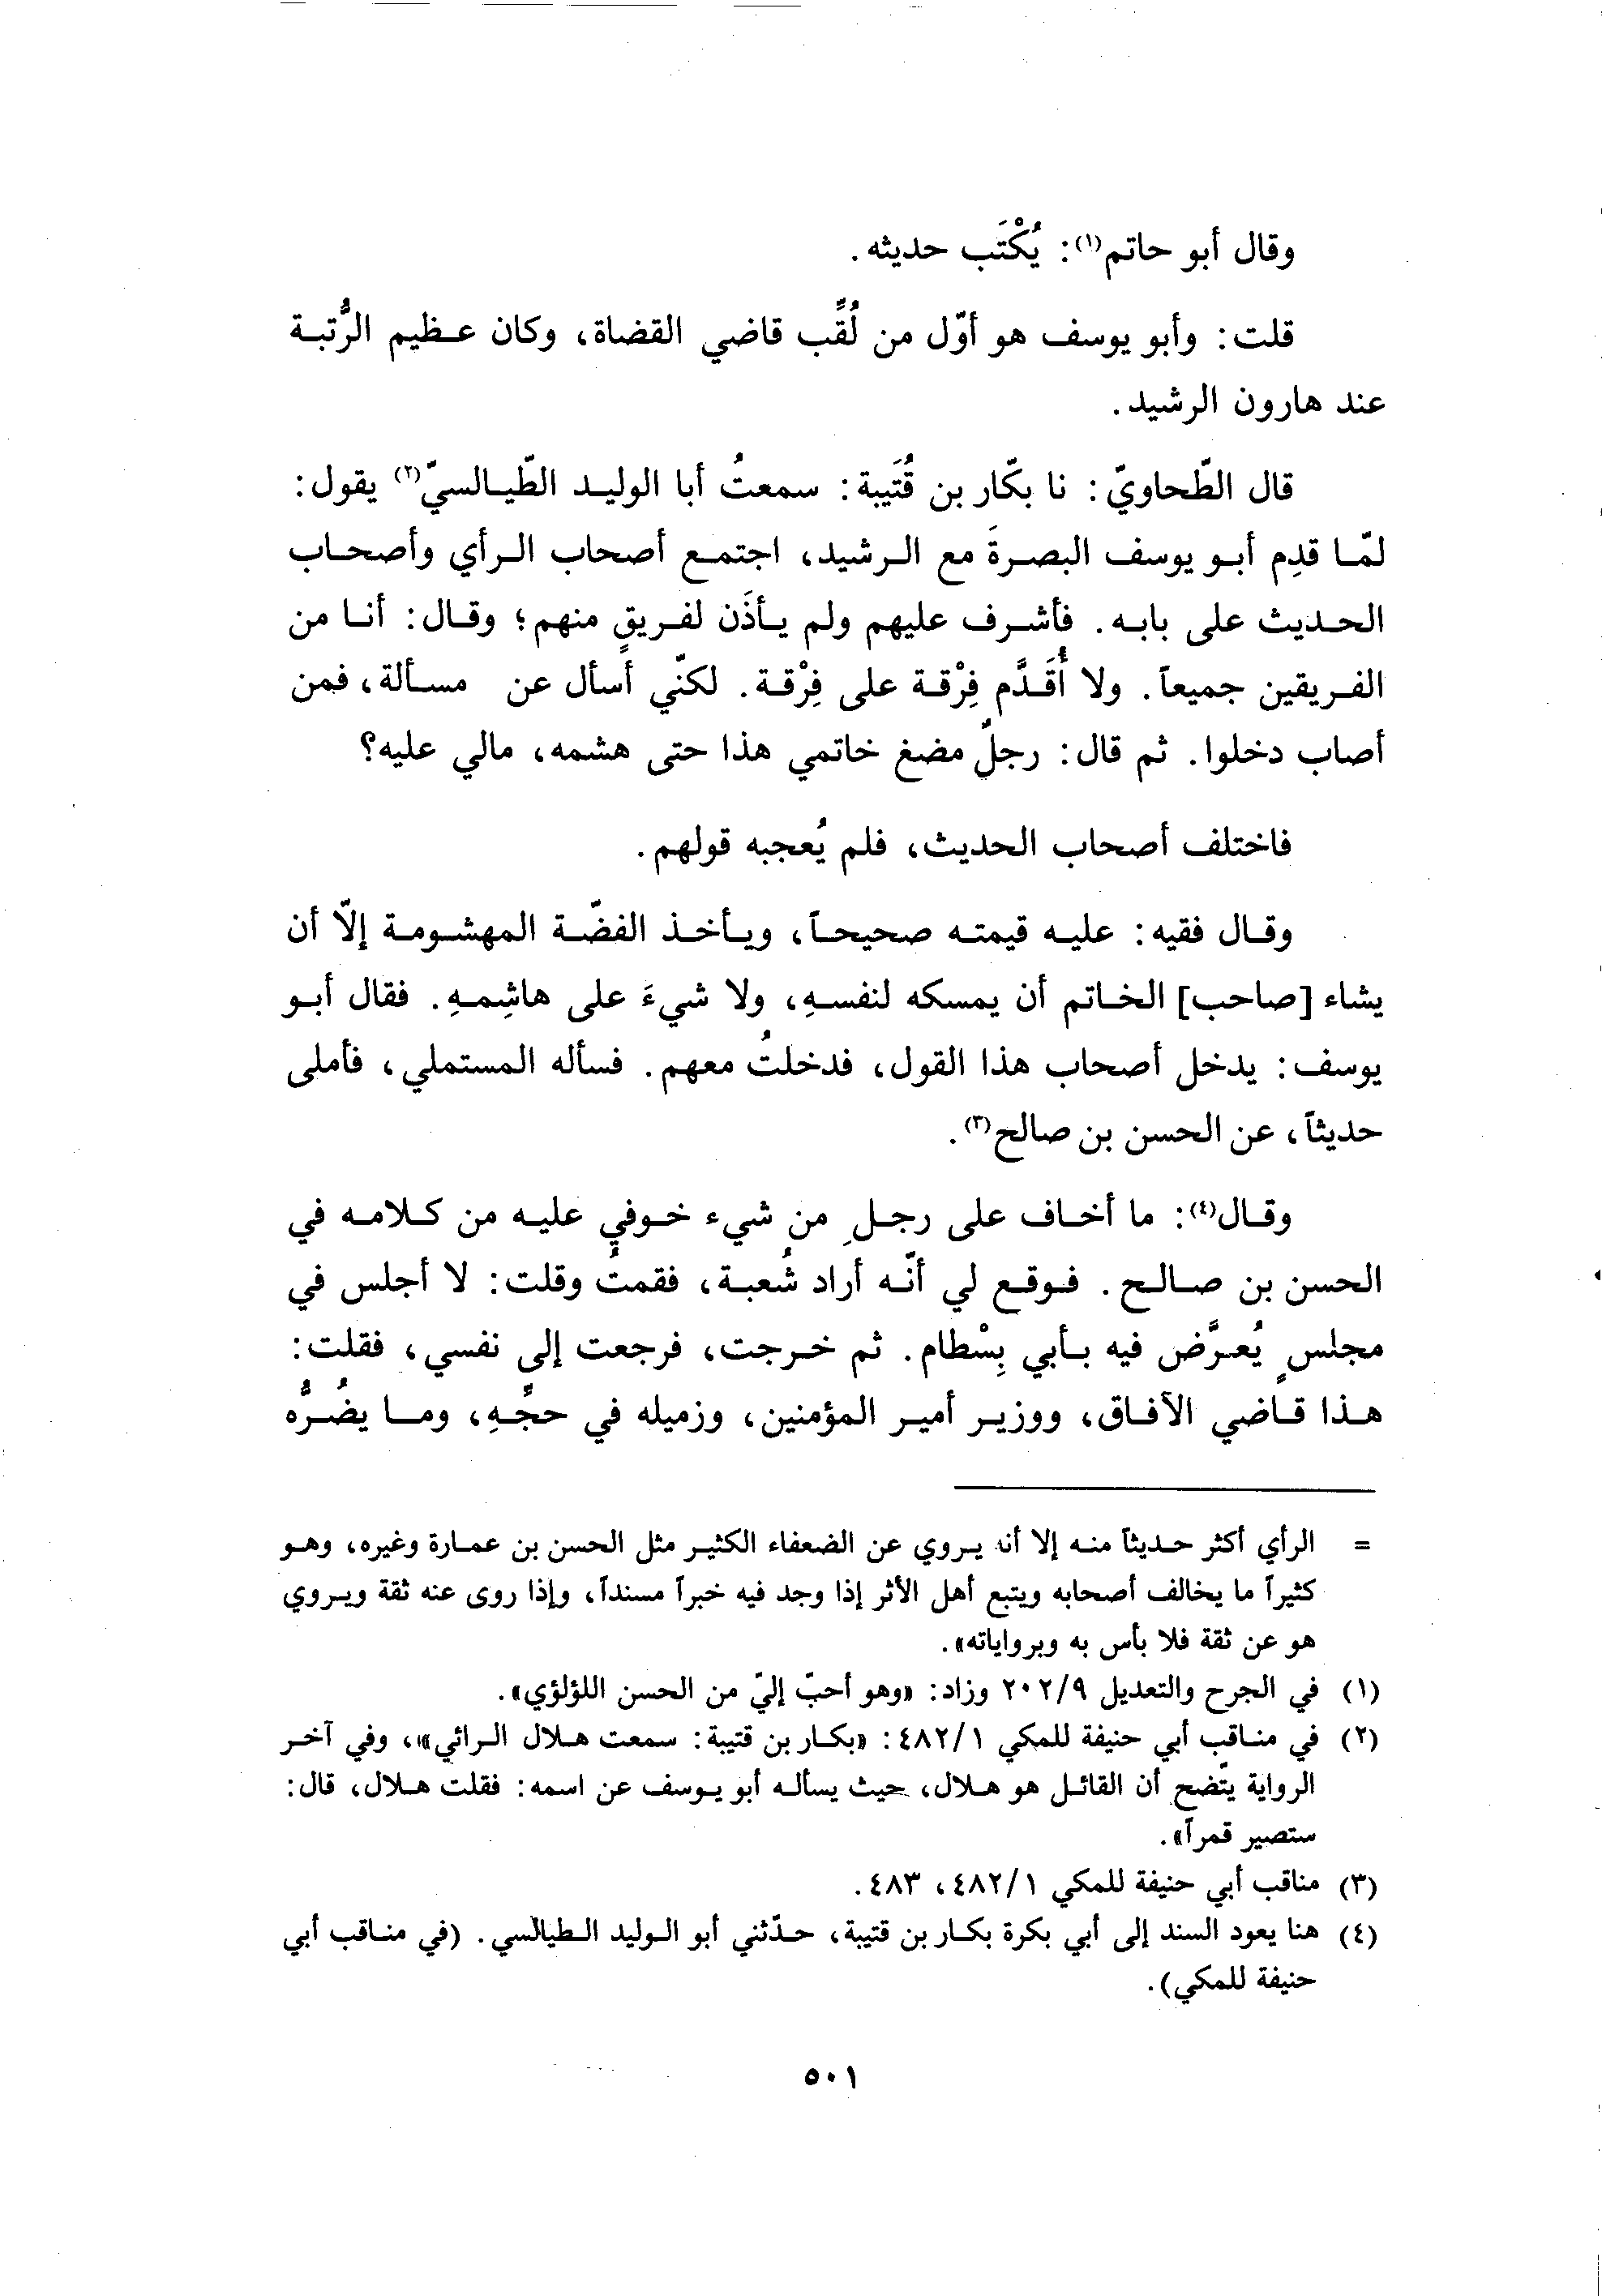 وقال أبو حاتم(١): يُكْتَب حديثه.
قلت: وأبو يوسف هو أوّل من لُقِّب قاضي القضاة، وكان عظيم الرُّتبة
عند هارون الرشيد.
قال الطّحاويّ: نا بكّار بن قُتَيبة: سمعتُ أبا الوليد الطّيالسيّ(٢) يقول:
لمّا قدِم أبو يوسف البصرةَ مع الرشيد، اجتمع أصحاب الرأي وأصحاب
الحديث على بابه. فأشرف عليهم ولم يأذَن لفريقٍ منهم؛ وقال: أنا من
الفريقين جميعاً. ولا أُقَدَّم فِرْقة على فِرْقة. لكنّي أسأل عن مسألة، فمن
أصاب دخلوا. ثم قال: رجلٌ مضغ خاتمي هذا حتى هشمه، مالي عليه؟
فاختلف أصحاب الحديث، فلم يُعجبه قولهم.
وقال فقيه: عليه قيمته صحيحاً، ويأخذ الفضّة المهشومة إلّا أن
يشاء [صاحب] الخاتم أن يمسكه لنفسهِ، ولا شيءَ على هاشِمهِ. فقال أبو
يوسف: يدخل أصحاب هذا القول، فدخلتُ معهم. فسأله المستملي، فأملى
حديثاً، عن الحسن بن صالح(٣).
وقال(٤): ما أخاف على رجلٍ من شيء خوفي عليه من كلامه في
الحسن بن صالح. فوقع لي أنّه أراد شُعبة، فقمتُ وقلت: لا أجلس في
مجلسٍ يُعرَّض فيه بأبي بِسْطام. ثم خرجت، فرجعت إلى نفسي، فقلت:
هذا قاضي الآفاق، ووزير أمير المؤمنين، وزميله في حجِّهِ، وما يضُرُّه
= الرأي أكثر حديثاً منه إلا أنه يروي عن الضعفاء الكثير مثل الحسن بن عمارة وغيره، وهو
كثيراً ما يخالف أصحابه ويتبع أهل الأثر إذا وجد فيه خبراً مسنداً، وإذا روى عنه ثقة ويروي
هو عن ثقة فلا بأس به وبرواياته».
(١) في الجرح والتعديل ٢٠٢/٩ وزاد: «وهو أحبّ إليّ من الحسن اللؤلؤي».
(٢) في مناقب أبي حنيفة للمكي ٤٨٢/١: «بكار بن قتيبة: سمعت هلال الرائي»»، وفي آخر
الرواية يتّضح أن القائل هو هلال، حيث يسأله أبو يوسف عن اسمه: فقلت هلال، قال:
ستصير قمراً».
(٣) مناقب أبي حنيفة للمكي ٤٨٢/١، ٤٨٣.
(٤) هنا يعود السند إلى أبي بكرة بكار بن قتيبة، حدّثني أبو الوليد الطيالسي. (في مناقب أبي
حنيفة للمكي).
٥٠١